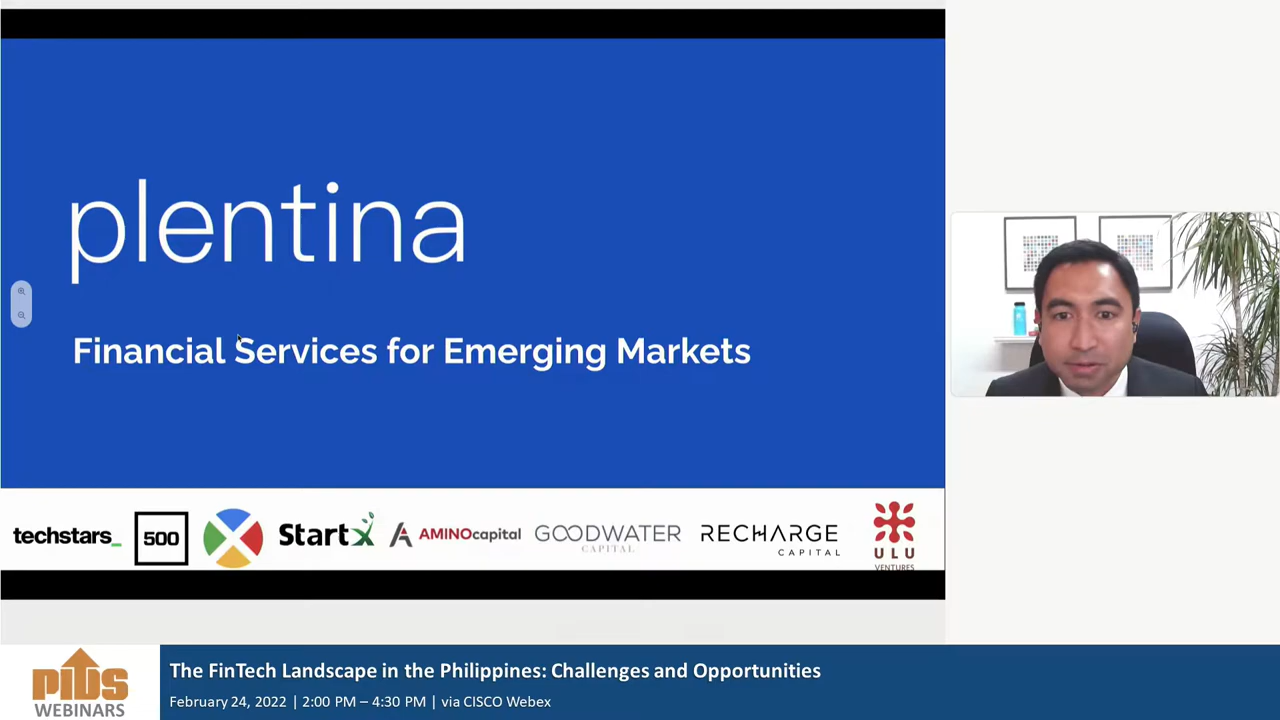 plentina
Financial Services for Emerging Markets
techstars_
500
StartX
AMINOcapital
GOODWATER
CAPITAL
RECHARGE
CAPITAL
ULU
VENTURES
pids
WEBINARS
The FinTech Landscape in the Philippines: Challenges and Opportunities
February 24, 2022 | 2:00 PM – 4:30 PM | via CISCO Webex